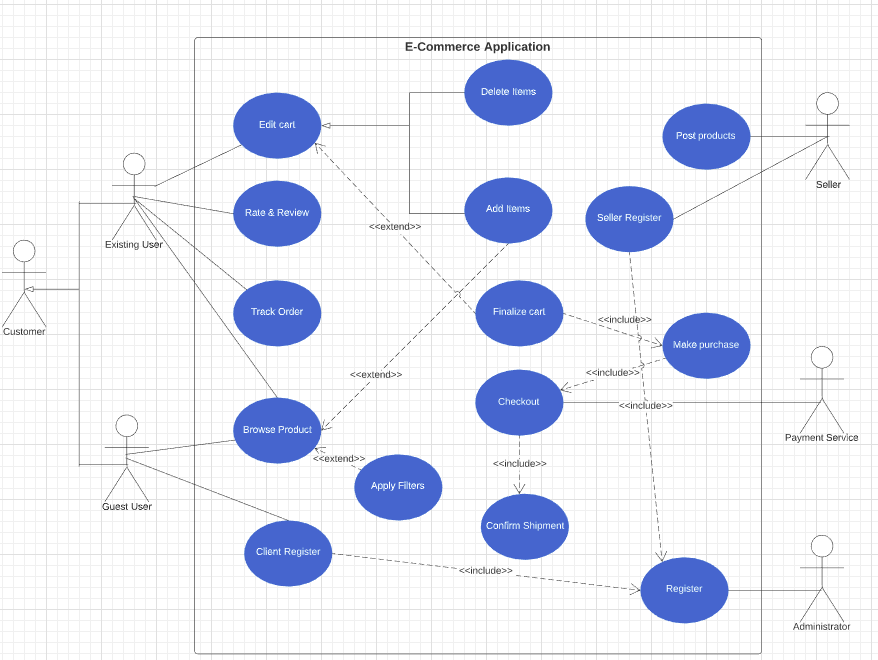 E-Commerce Application
Delete Items
Edit cart
Post products
Seller
Rate & Review
Add Items
Seller Register
<<extend>>
Existing User
Track Order
Finalize cart
<<include>>
Customer
Make purchase
<<extend>>
<<include>>
Checkout
<<include>>
Payment Service
Browse Product
<<extend>>
<<include>>
Apply Filters
Guest User
Confirm Shipment
Client Register
<<include>>
Register
Administrator